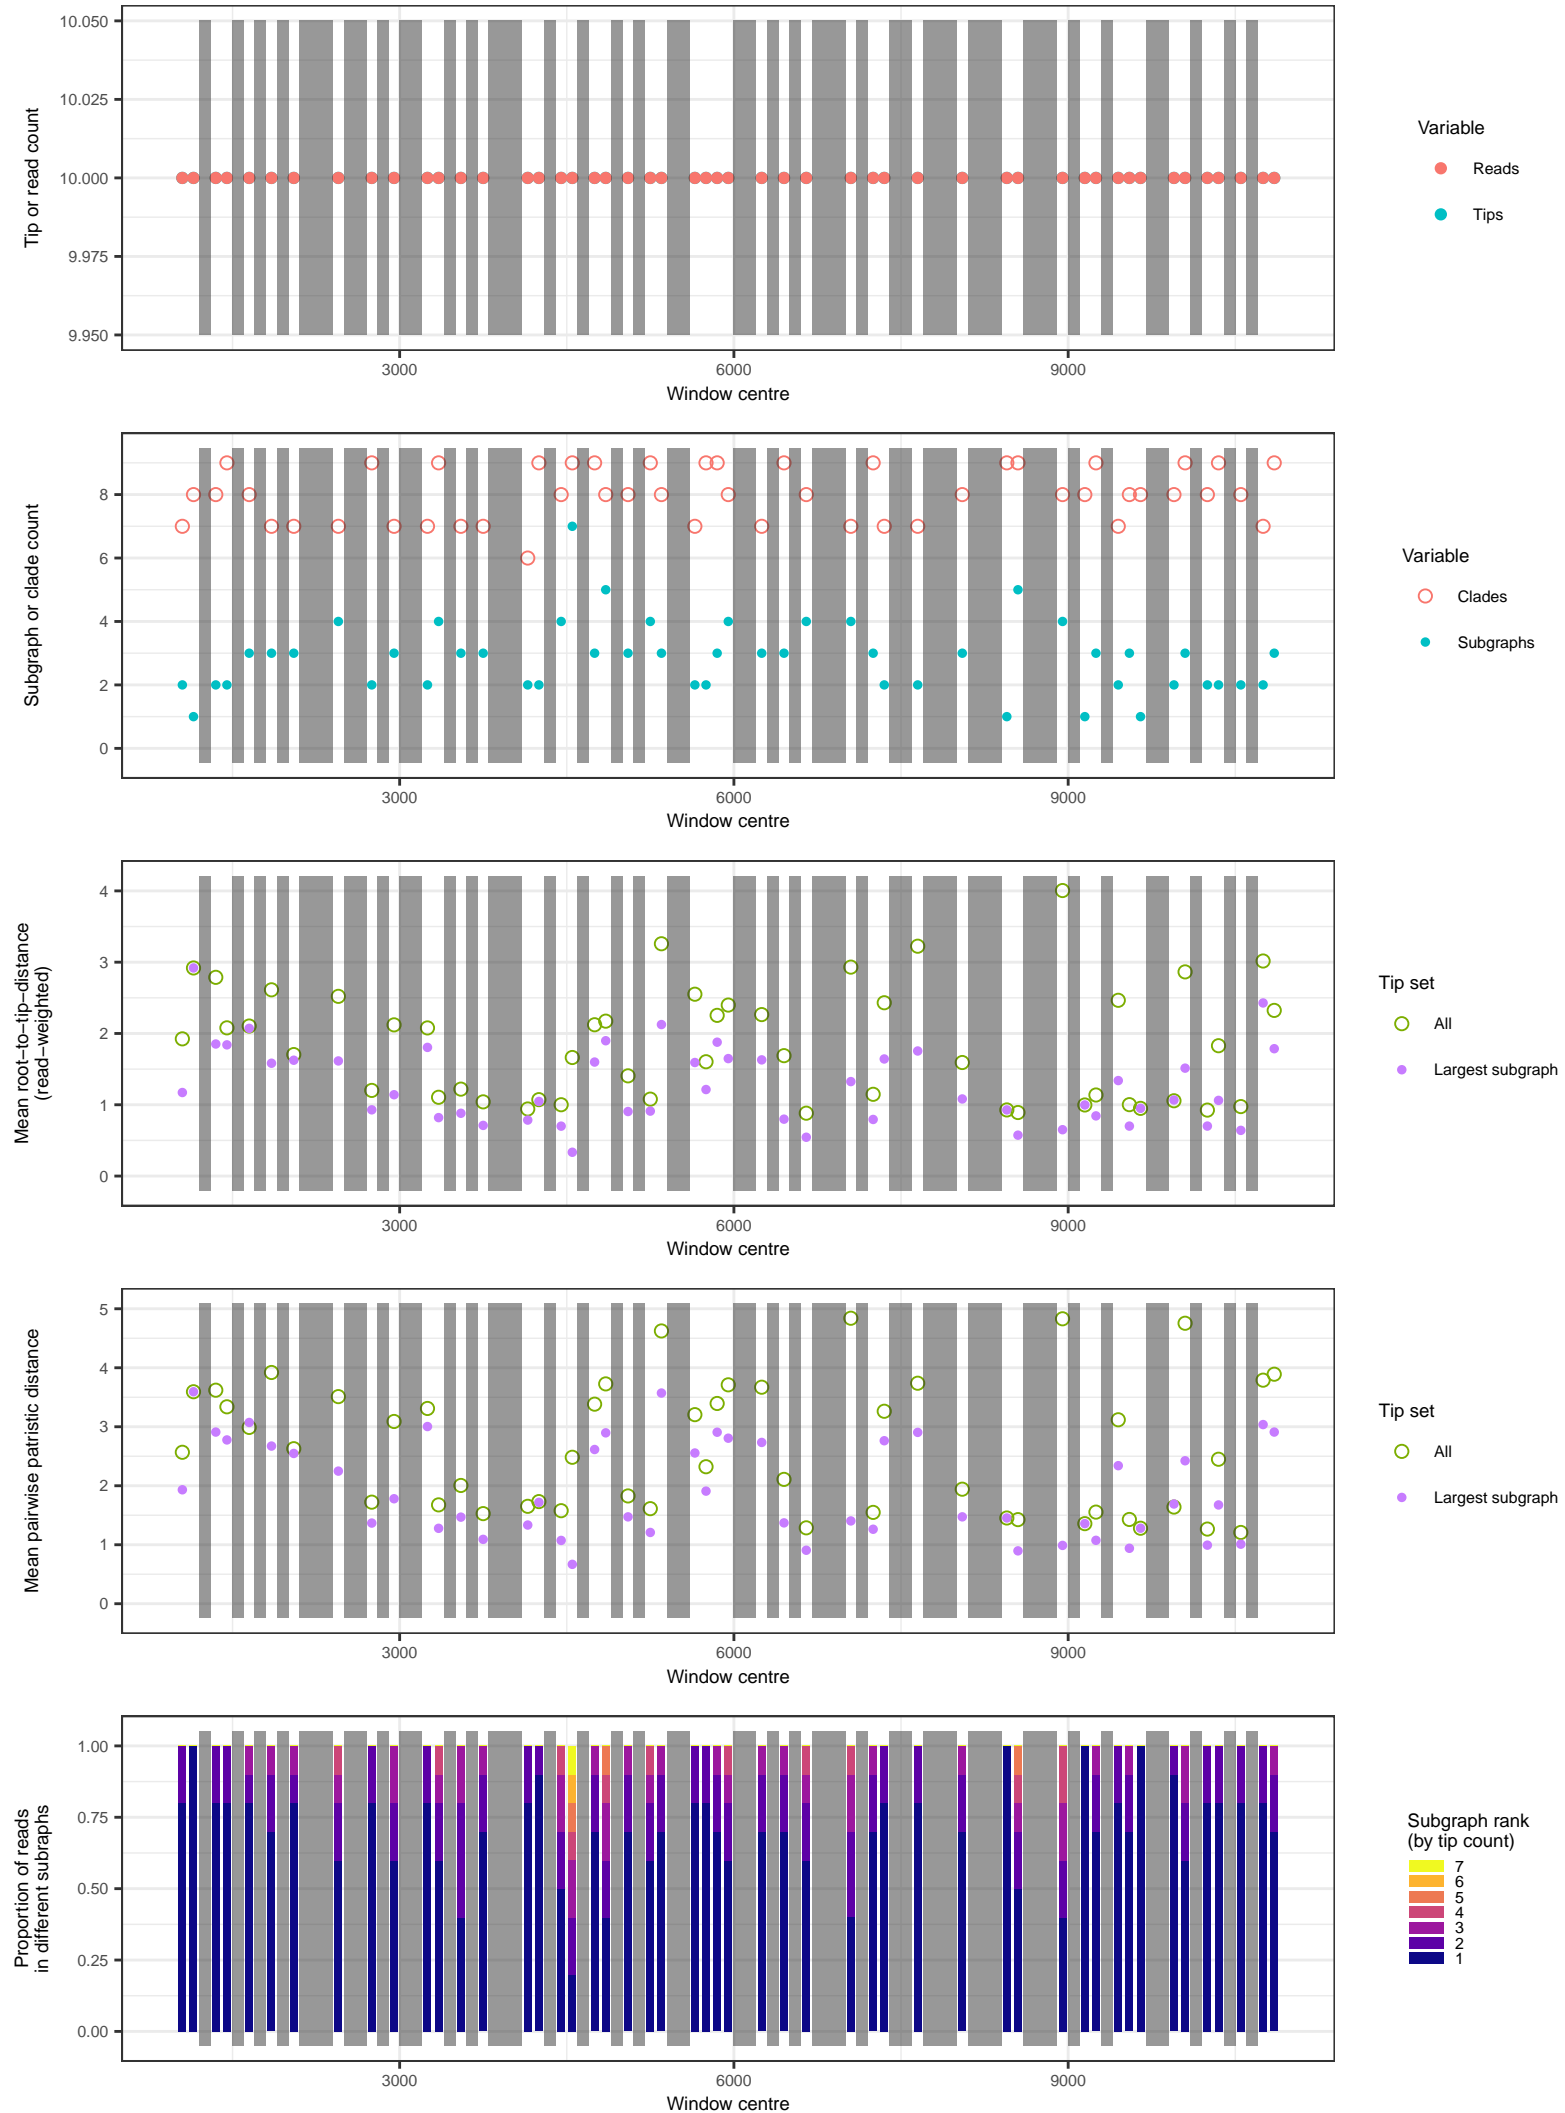 10.050
10.025
10.000
9.975
9.950
Tip or read count
3000 6000 9000
Window centre
Variable
Reads
Tips
8
6
4
2
0
Subgraph or clade count
3000 6000 9000
Window centre
Variable
Clades
Subgraphs
4
3
2
1
0
Mean root−to−tip−distance
(read−weighted)
3000 6000 9000
Window centre
Tip set
All
Largest subgraph
5
4
3
2
1
0
Mean pairwise patristic distance
3000 6000 9000
Window centre
Tip set
All
Largest subgraph
1.00
0.75
0.50
0.25
0.00
Proportion of reads
in different subraphs
3000 6000 9000
Window centre
Subgraph rank
(by tip count)
7
6
5
4
3
2
1